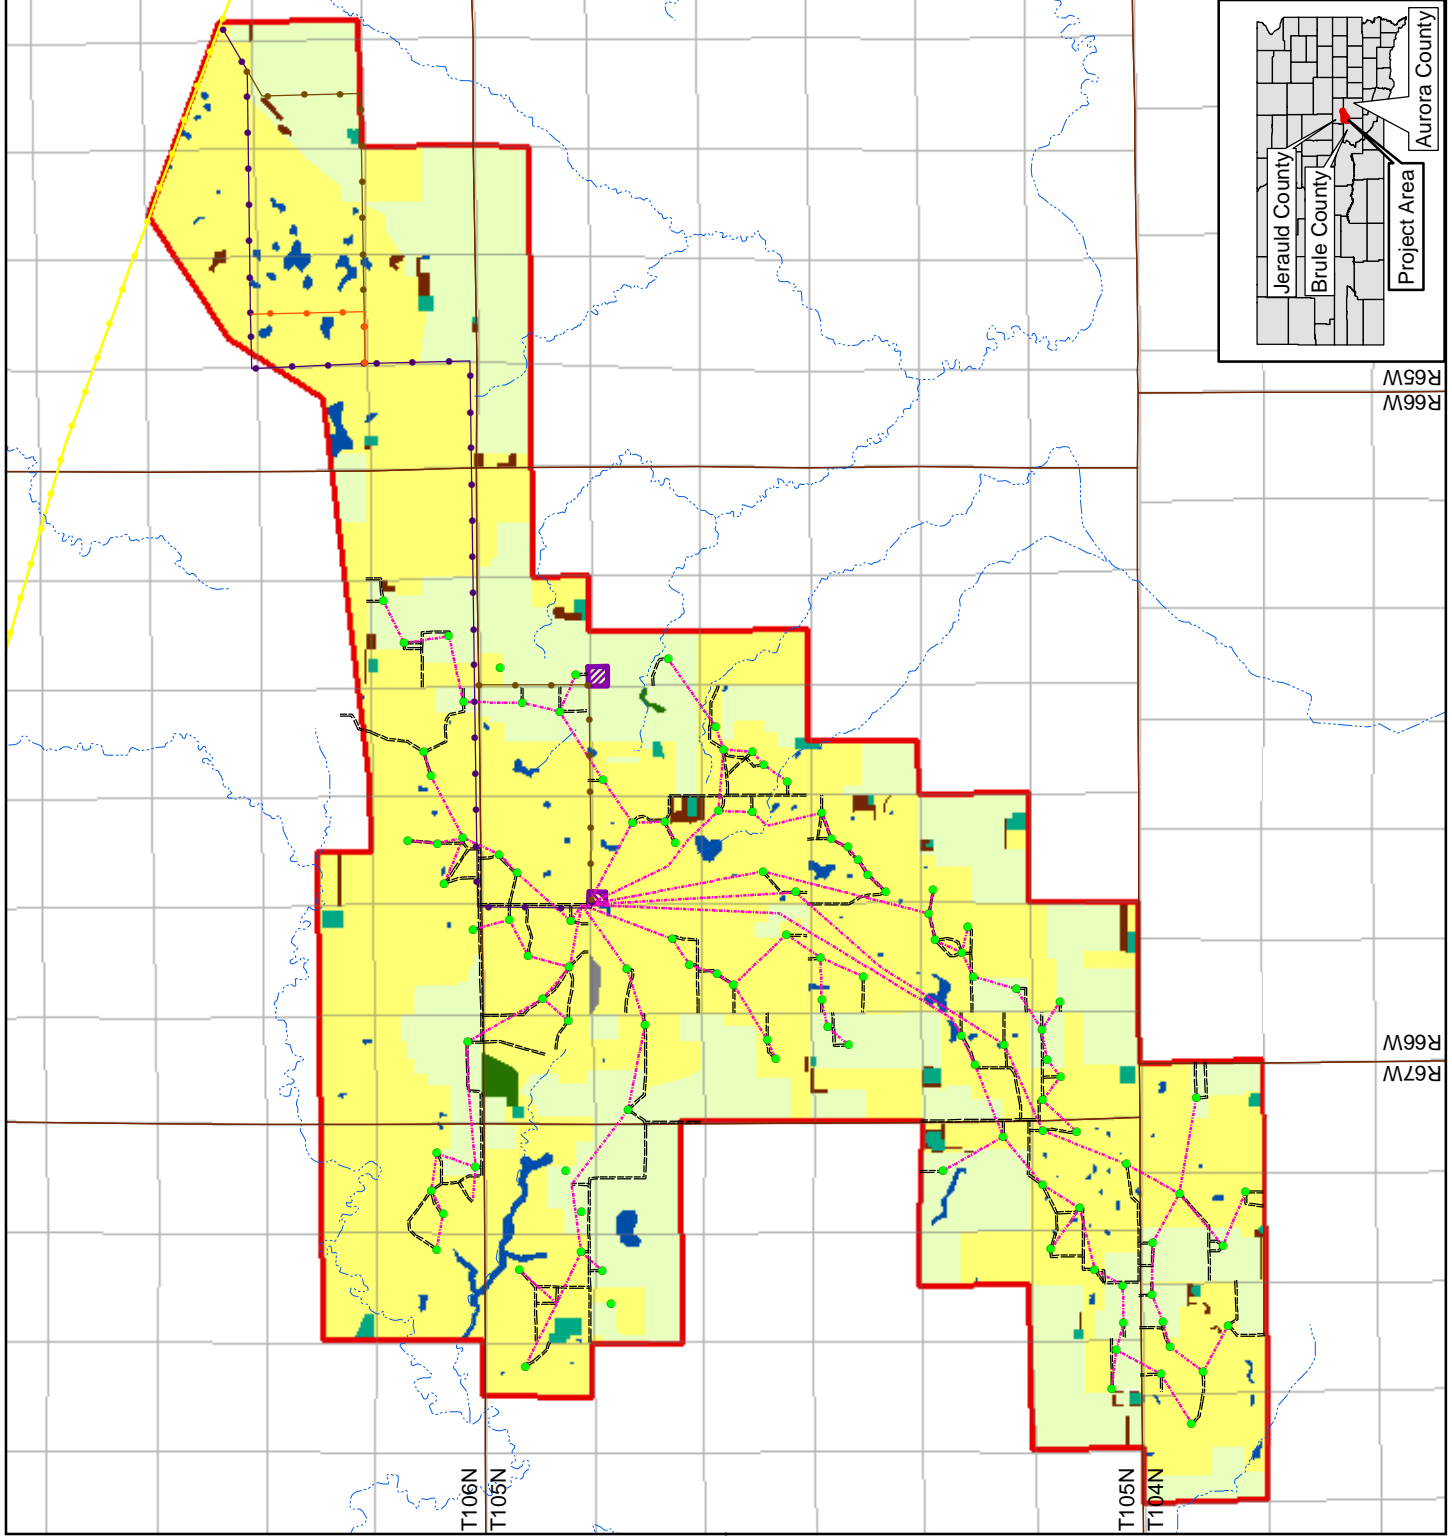 Jerauld County
Brule County
Project Area
Aurora County
R65W
R66W
R66W
R67W
T106N
T105N
T105N
T104N